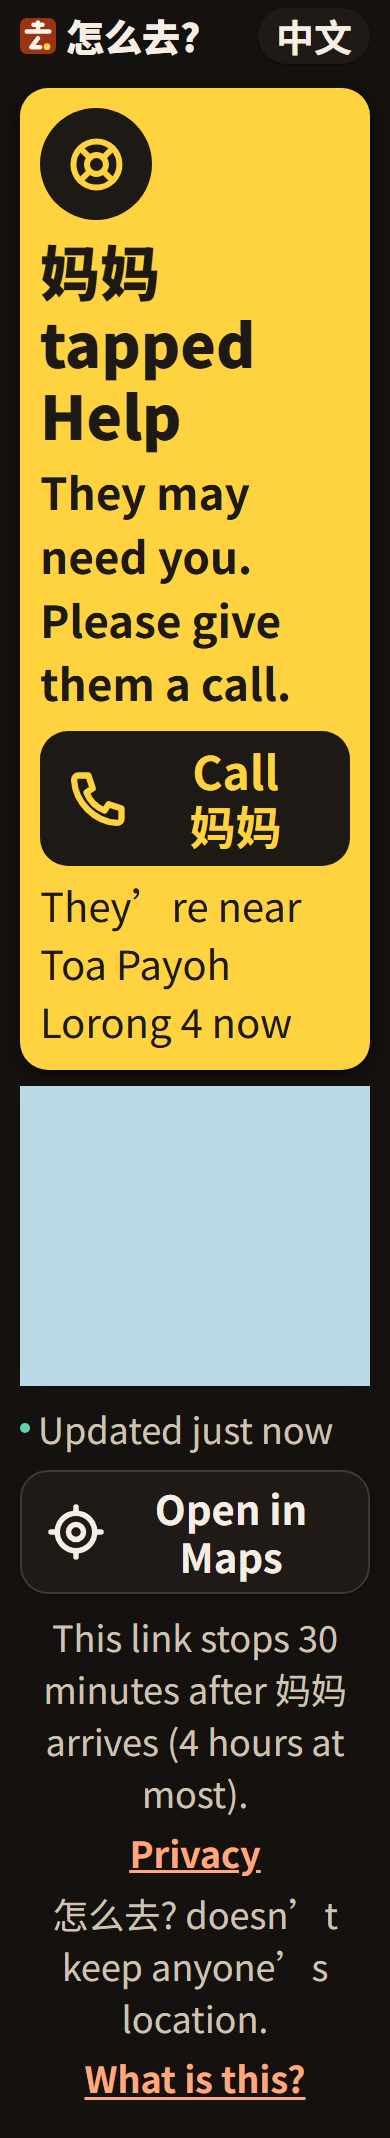 去
怎么去?
中文
妈妈
tapped
Help
They may
need you.
Please give
them a call.
Call
妈妈
They’re near
Toa Payoh
Lorong 4 now
Updated just now
Open in
Maps
This link stops 30
minutes after 妈妈
arrives (4 hours at
most).
Privacy
怎么去? doesn’t
keep anyone’s
location.
What is this?